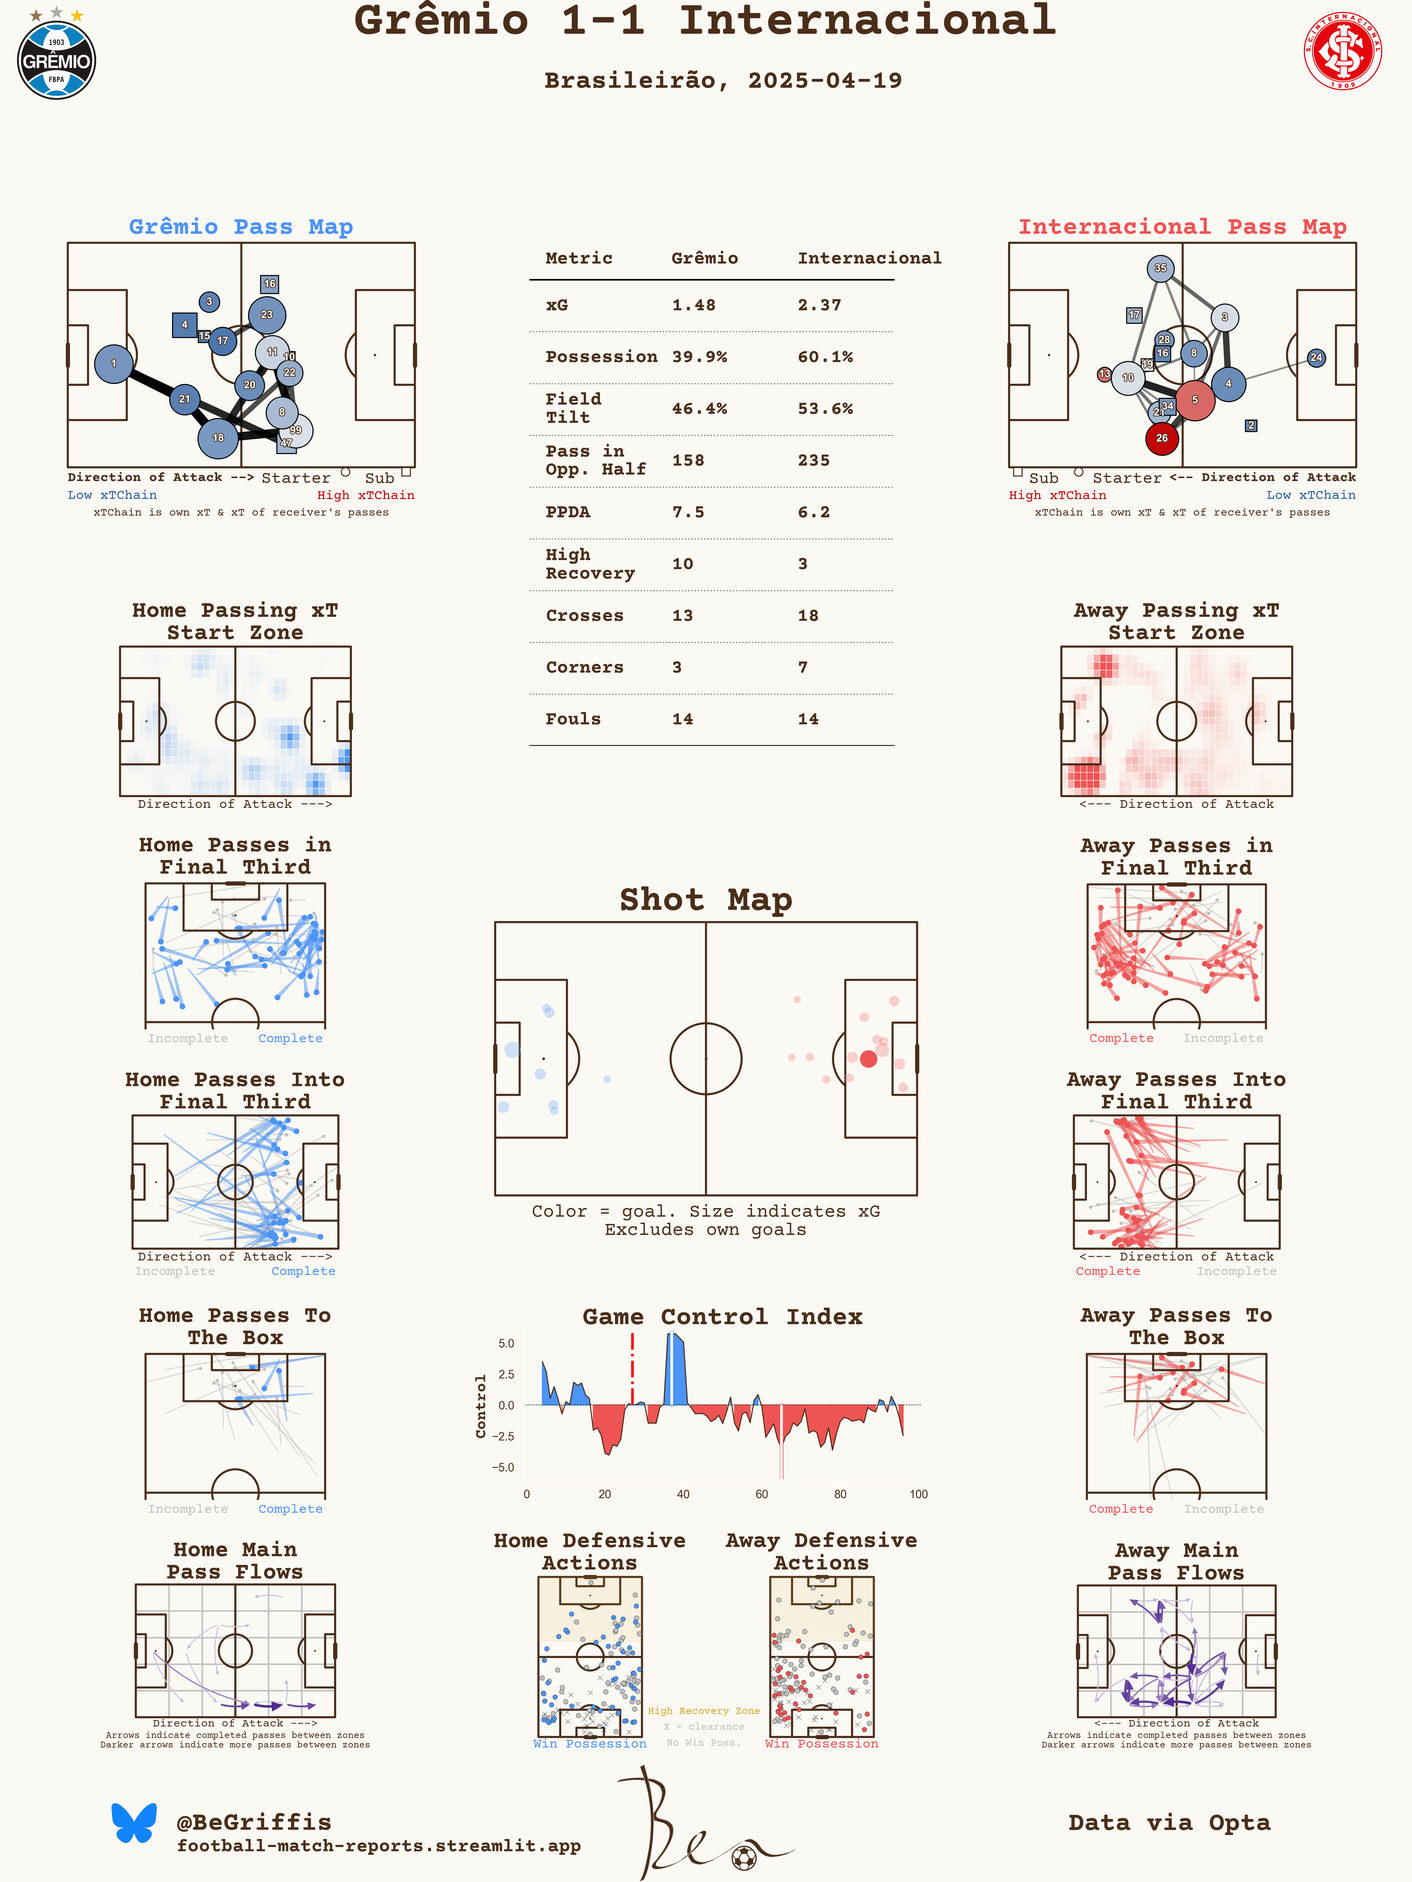 Grêmio 1-1 Internacional
Brasileirão, 2025-04-19
1903
GRÊMIO
FBPA
S.C. INTERNACIONAL
1909
Grêmio Pass Map
16
3
23
4
15
17
11
10
1
22
20
21
8
99
18
47
Direction of Attack --> Starter Sub
Low xTChain High xTChain
xTChain is own xT & xT of receiver's passes
Metric Grêmio Internacional
xG 1.48 2.37
Possession 39.9% 60.1%
Field
Tilt 46.4% 53.6%
Pass in
Opp. Half 158 235
PPDA 7.5 6.2
High
Recovery 10 3
Crosses 13 18
Corners 3 7
Fouls 14 14
Internacional Pass Map
35
17
3
28
16
8
24
19
13
10
4
5
34
2
26
Sub Starter <-- Direction of Attack
High xTChain Low xTChain
xTChain is own xT & xT of receiver's passes
Home Passing xT
Start Zone
Direction of Attack --->
Away Passing xT
Start Zone
<--- Direction of Attack
Home Passes in
Final Third
Incomplete Complete
Away Passes in
Final Third
Complete Incomplete
Shot Map
Color = goal. Size indicates xG
Excludes own goals
Home Passes Into
Final Third
Direction of Attack --->
Incomplete Complete
Away Passes Into
Final Third
<--- Direction of Attack
Complete Incomplete
Home Passes To
The Box
Incomplete Complete
Game Control Index
Control
5.0
2.5
0.0
−2.5
−5.0
0 20 40 60 80 100
Away Passes To
The Box
Complete Incomplete
Home Main
Pass Flows
Direction of Attack --->
Arrows indicate completed passes between zones
Darker arrows indicate more passes between zones
Home Defensive
Actions
Win Possession
Away Defensive
Actions
Win Possession
High Recovery Zone
X = clearance
No Win Poss.
Away Main
Pass Flows
<--- Direction of Attack
Arrows indicate completed passes between zones
Darker arrows indicate more passes between zones
@BeGriffis
football-match-reports.streamlit.app
Ben
Data via Opta